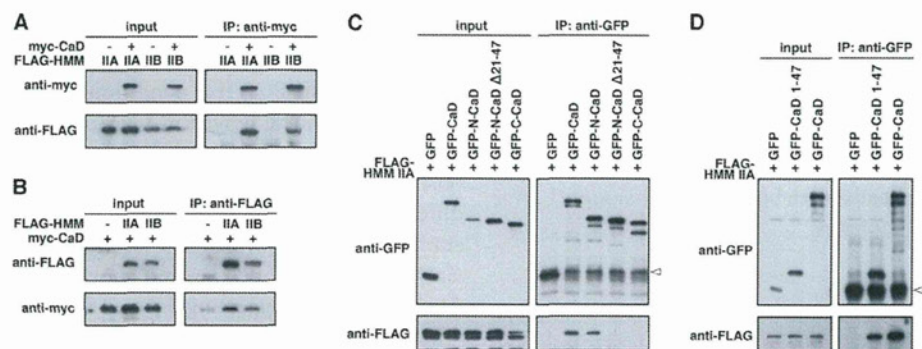 A
input IP: anti-myc
myc-CaD - + - + - + - +
FLAG-HMM IIA IIA IIB IIB IIA IIA IIB IIB
anti-myc
anti-FLAG
B
input IP: anti-FLAG
FLAG-HMM - IIA IIB - IIA IIB
myc-CaD + + + + + +
anti-FLAG
anti-myc
C
input IP: anti-GFP
FLAG-HMM IIA
+ GFP
+ GFP-CaD
+ GFP-N-CaD
+ GFP-N-CaD Δ21-47
+ GFP-C-CaD
+ GFP
+ GFP-CaD
+ GFP-N-CaD
+ GFP-N-CaD Δ21-47
+ GFP-C-CaD
anti-GFP
anti-FLAG
D
input IP: anti-GFP
FLAG-HMM IIA
+ GFP
+ GFP-CaD 1-47
+ GFP-CaD
+ GFP
+ GFP-CaD 1-47
+ GFP-CaD
anti-GFP
anti-FLAG